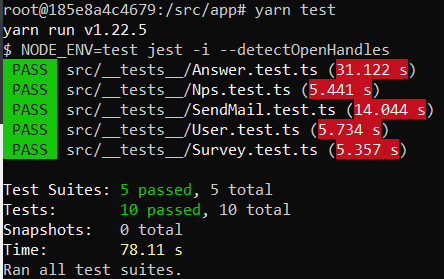 root@185e8a4c4679:/src/app# yarn test
yarn run v1.22.5
$ NODE_ENV=test jest -i --detectOpenHandles
PASS src/__tests__/Answer.test.ts (31.122 s)
PASS src/__tests__/Nps.test.ts (5.441 s)
PASS src/__tests__/SendMail.test.ts (14.044 s)
PASS src/__tests__/User.test.ts (5.734 s)
PASS src/__tests__/Survey.test.ts (5.357 s)
Test Suites: 5 passed, 5 total
Tests: 10 passed, 10 total
Snapshots: 0 total
Time: 78.11 s
Ran all test suites.